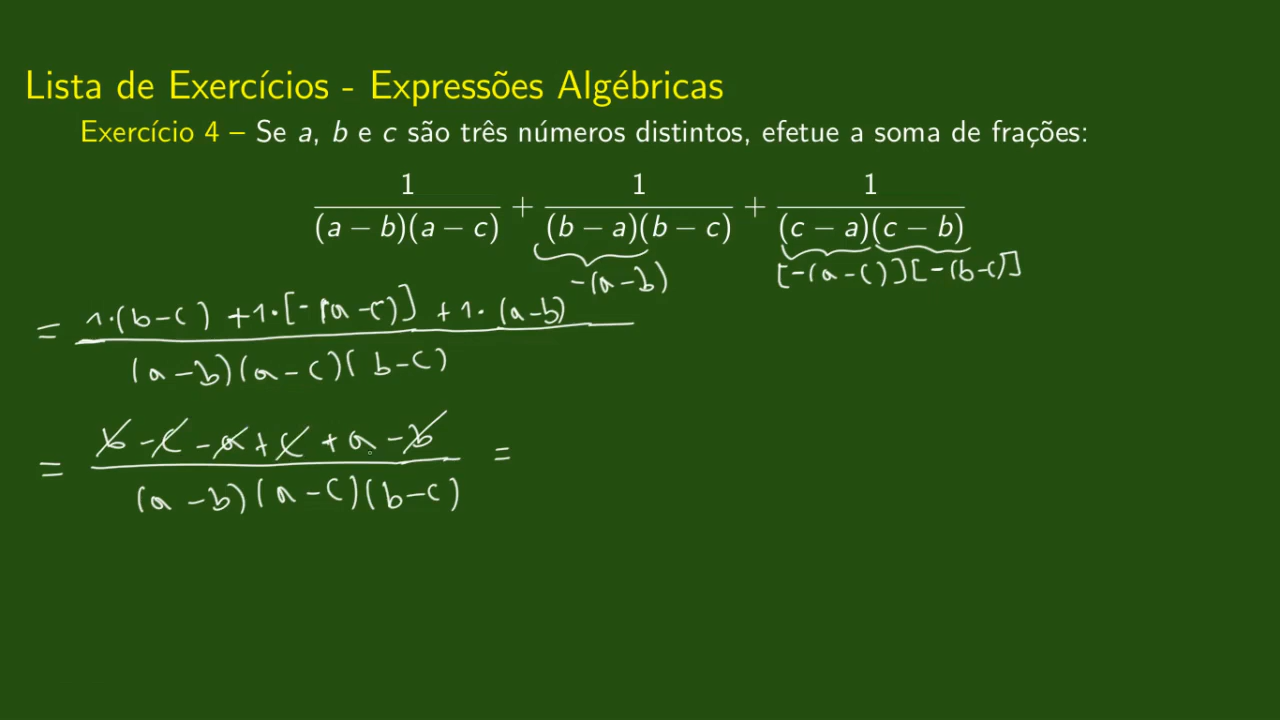 Lista de Exercícios - Expressões Algébricas
Exercício 4 – Se a, b e c são três números distintos, efetue a soma de frações:
1/((a − b)(a − c)) + 1/((b − a)(b − c)) + 1/((c − a)(c − b))
-(a-b) [-(a-c)][-(b-c)]
= (1·(b-c) + 1·[-(a-c)] + 1·(a-b))/((a-b)(a-c)(b-c))
= (b-c-a+c+a-b)/((a-b)(a-c)(b-c)) =